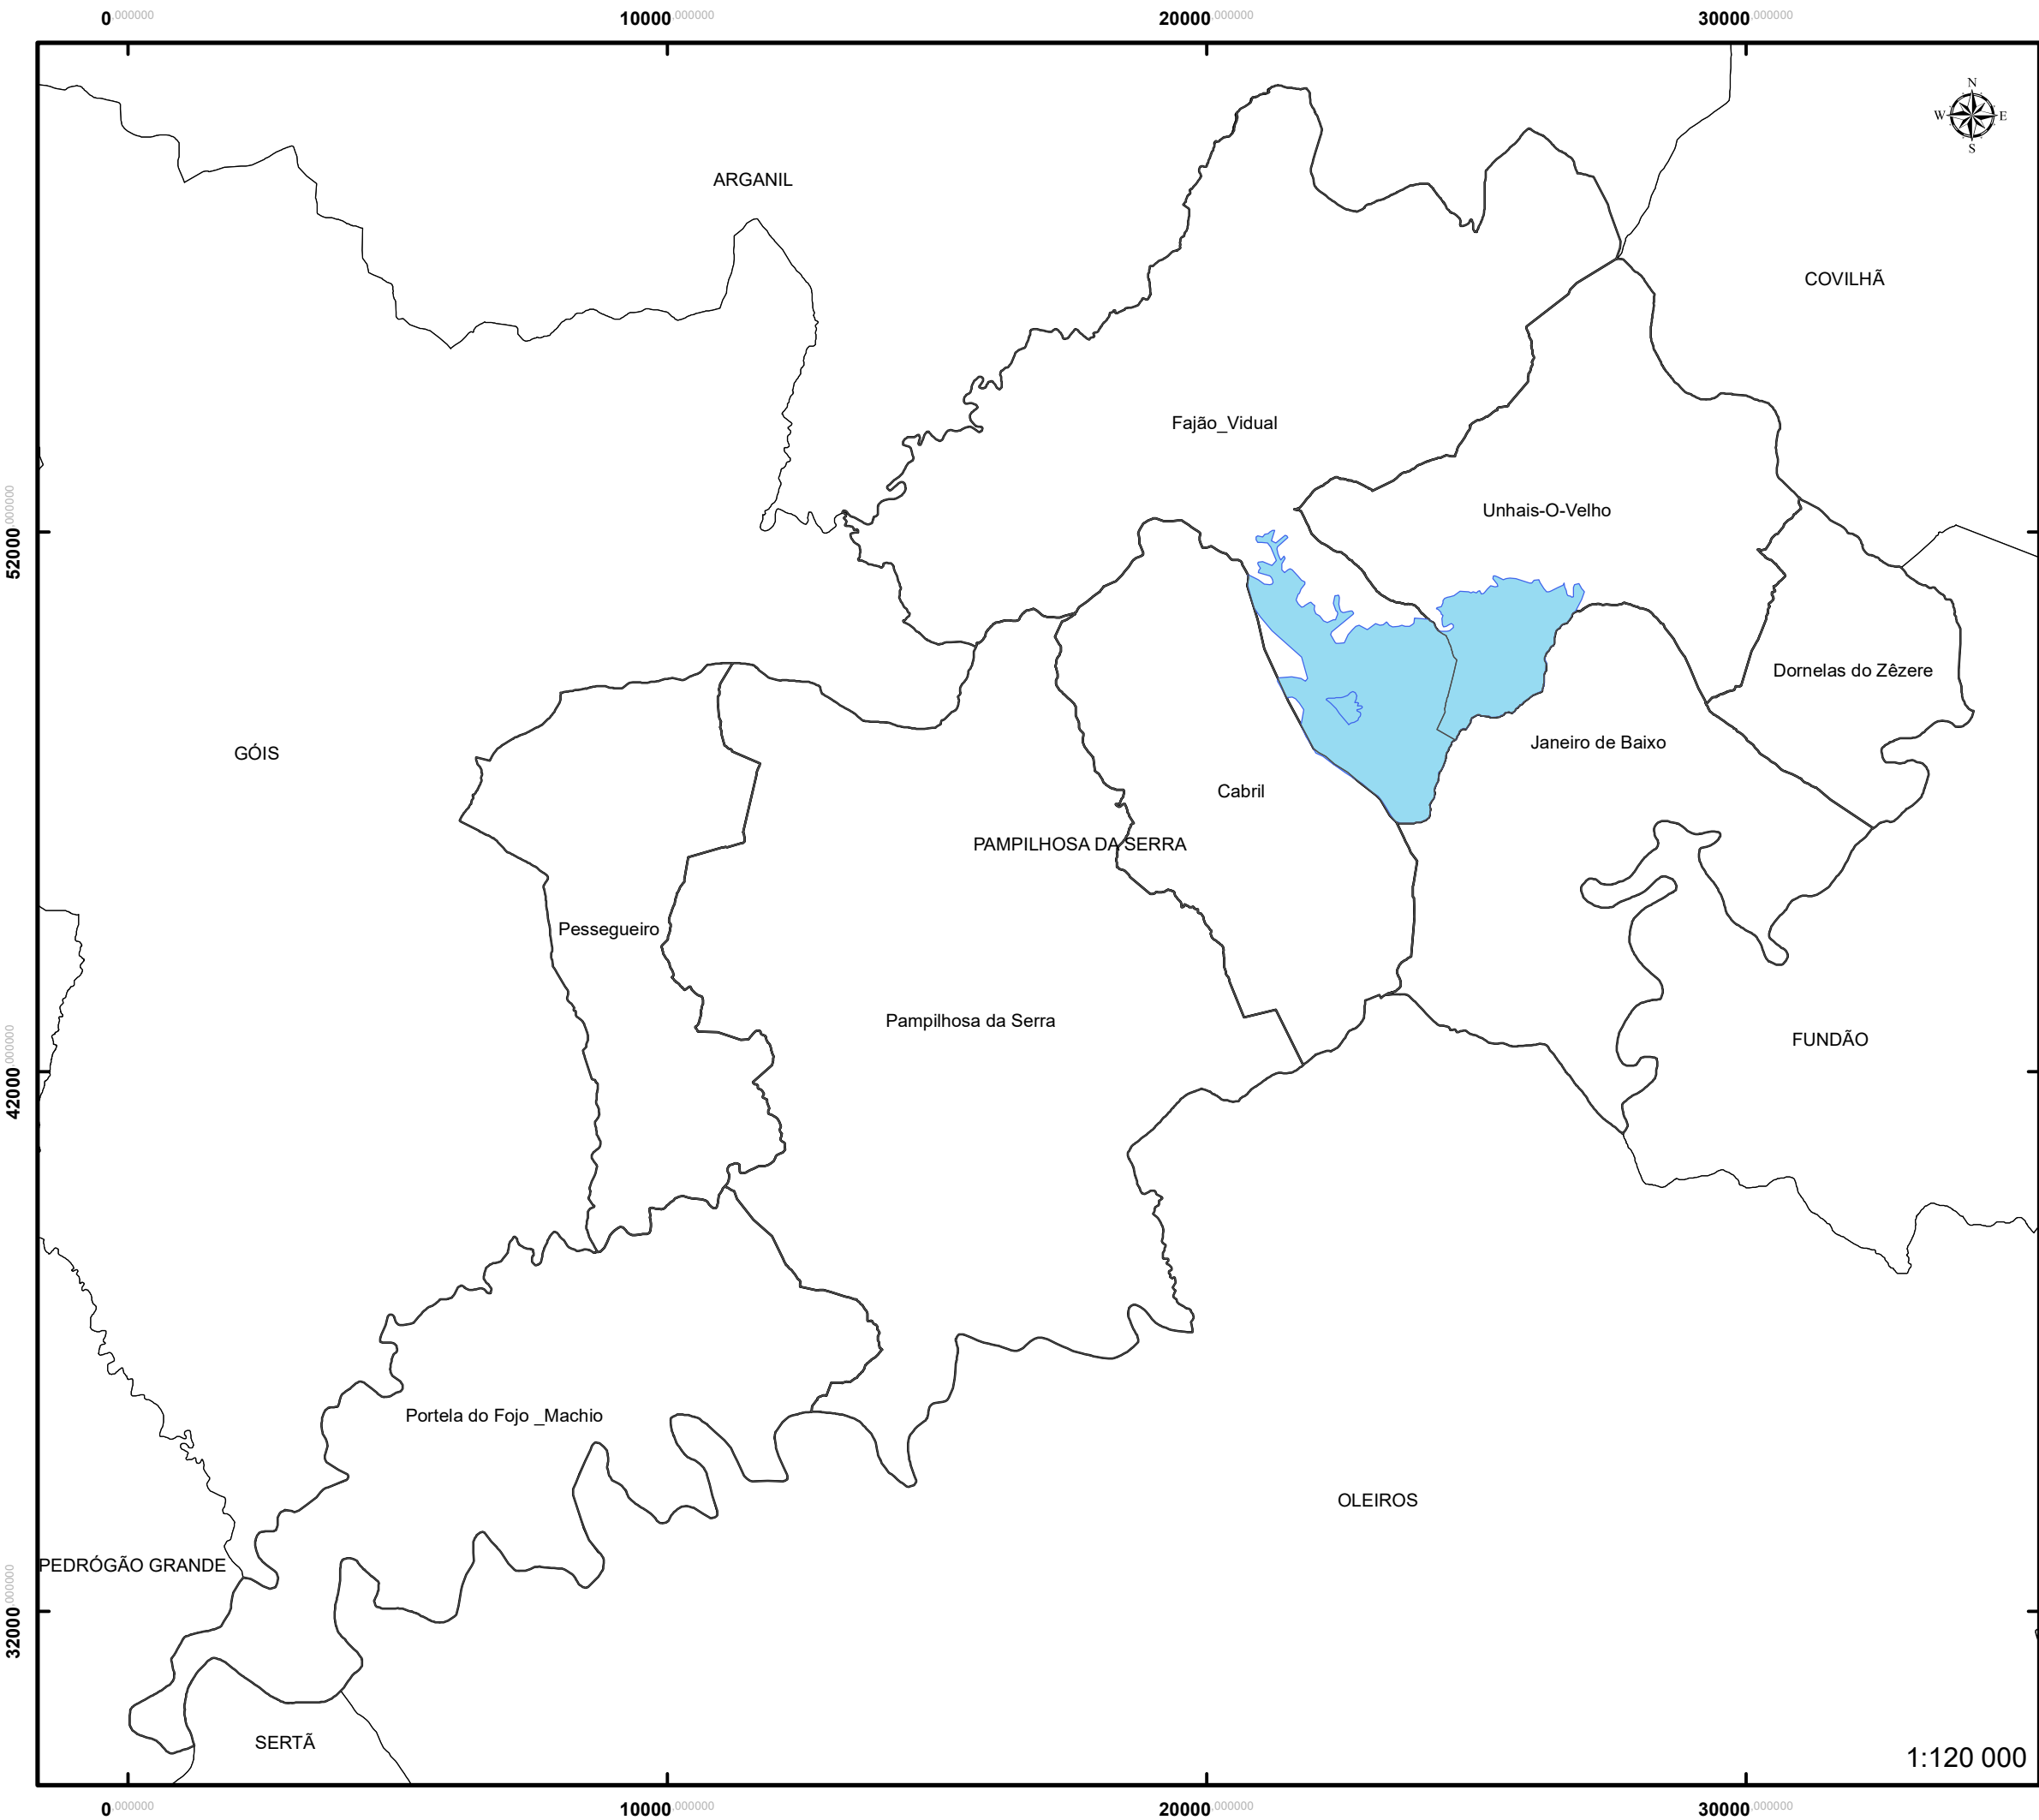 0,000000 10000,000000 20000,000000 30000,000000
N
W E
S
ARGANIL
COVILHÃ
Fajão_Vidual
Unhais-O-Velho
52000,000000
Dornelas do Zêzere
Janeiro de Baixo
GÓIS
Cabril
PAMPILHOSA DA SERRA
Pessegueiro
Pampilhosa da Serra
FUNDÃO
42000,000000
Portela do Fojo _Machio
OLEIROS
PEDRÓGÃO GRANDE
32000,000000
SERTÃ
1:120 000
0,000000 10000,000000 20000,000000 30000,000000